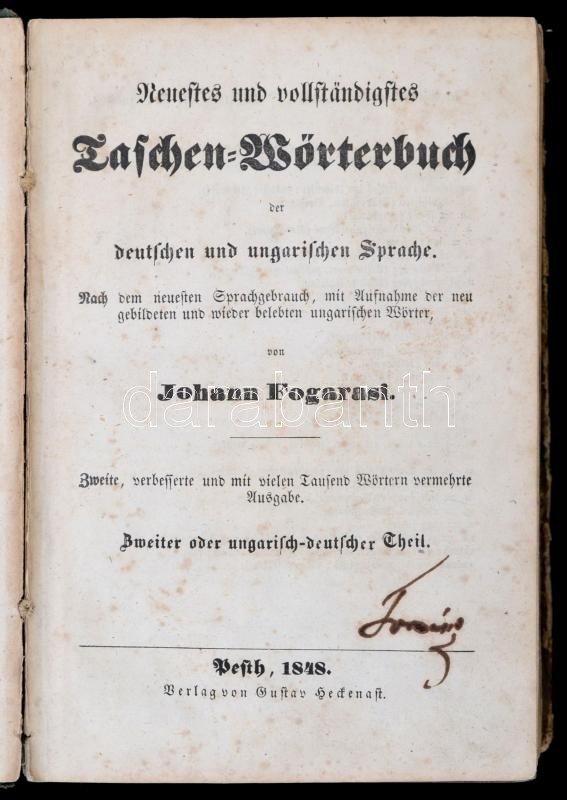 Neuestes und vollständigstes
Taschen=Wörterbuch
der
deutschen und ungarischen Sprache.
Nach dem neuesten Sprachgebrauch, mit Aufnahme der neu
gebildeten und wieder belebten ungarischen Wörter,
von
Johann Fogarasi.
darabanth
Zweite, verbesserte und mit vielen Tausend Wörtern vermehrte
Ausgabe.
Zweiter oder ungarisch-deutscher Theil.
Pesth, 1848.
Verlag von Gustav Heckenast.